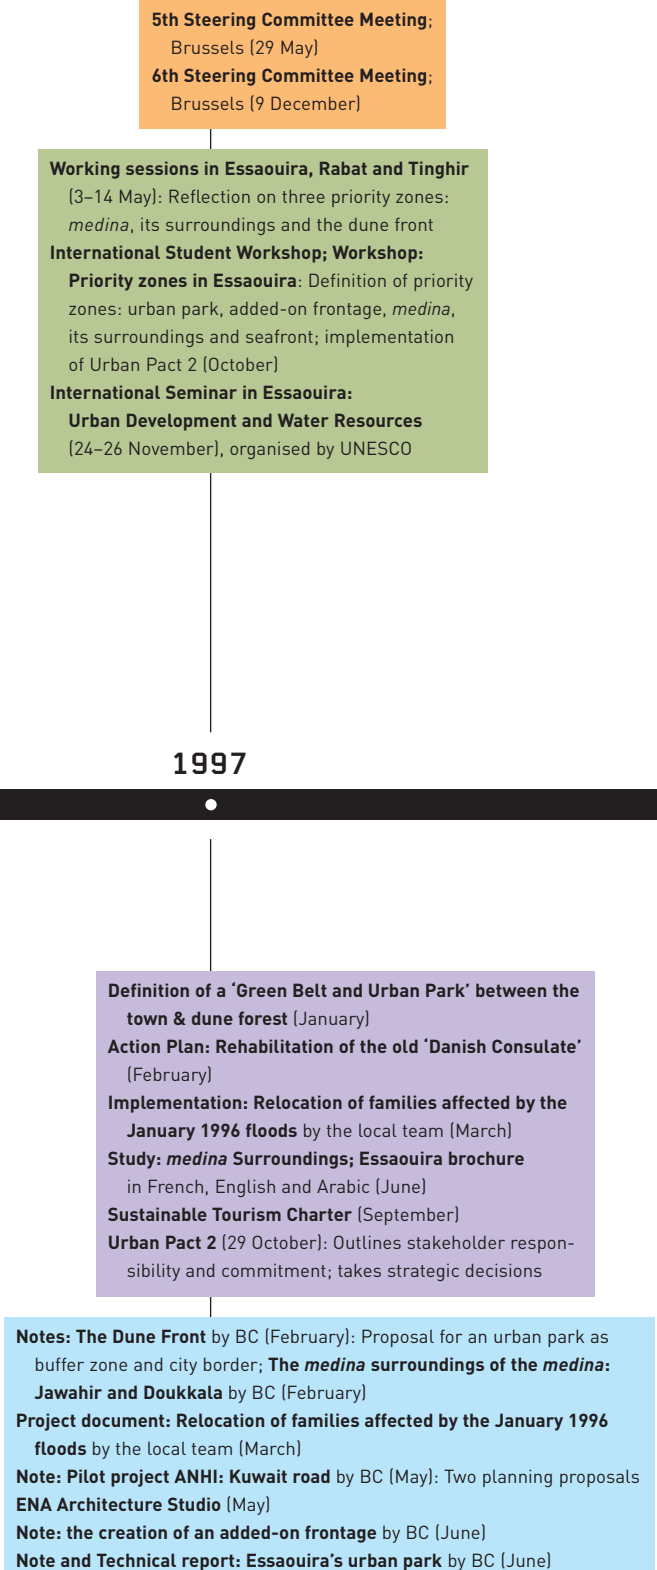 5th Steering Committee Meeting;
Brussels (29 May)
6th Steering Committee Meeting;
Brussels (9 December)
Working sessions in Essaouira, Rabat and Tinghir
(3–14 May): Reflection on three priority zones:
medina, its surroundings and the dune front
International Student Workshop; Workshop:
Priority zones in Essaouira: Definition of priority
zones: urban park, added-on frontage, medina,
its surroundings and seafront; implementation
of Urban Pact 2 (October)
International Seminar in Essaouira:
Urban Development and Water Resources
(24–26 November), organised by UNESCO
1997
Definition of a ‘Green Belt and Urban Park’ between the
town & dune forest (January)
Action Plan: Rehabilitation of the old ‘Danish Consulate’
(February)
Implementation: Relocation of families affected by the
January 1996 floods by the local team (March)
Study: medina Surroundings; Essaouira brochure
in French, English and Arabic (June)
Sustainable Tourism Charter (September)
Urban Pact 2 (29 October): Outlines stakeholder respon-
sibility and commitment; takes strategic decisions
Notes: The Dune Front by BC (February): Proposal for an urban park as
buffer zone and city border; The medina surroundings of the medina:
Jawahir and Doukkala by BC (February)
Project document: Relocation of families affected by the January 1996
floods by the local team (March)
Note: Pilot project ANHI: Kuwait road by BC (May): Two planning proposals
ENA Architecture Studio (May)
Note: the creation of an added-on frontage by BC (June)
Note and Technical report: Essaouira’s urban park by BC (June)